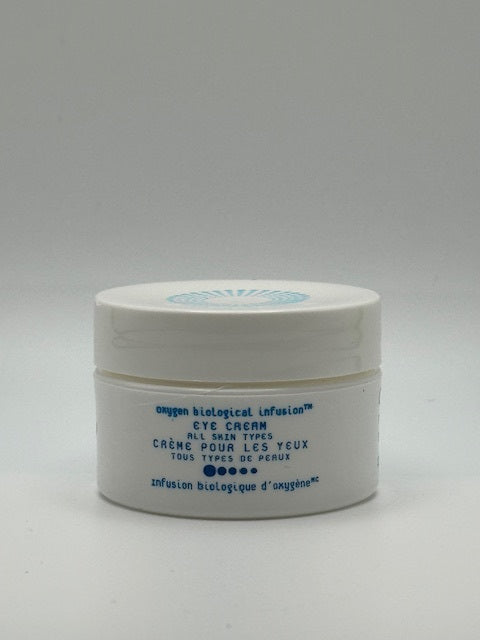 oxygen biological infusion™
EYE CREAM
ALL SKIN TYPES
CRÈME POUR LES YEUX
TOUS TYPES DE PEAUX
infusion biologique d'oxygène ᴹᶜ